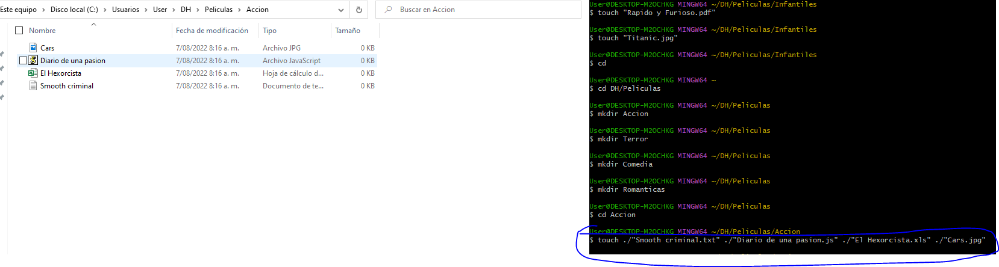 Este equipo > Disco local (C:) > Usuarios > User > DH > Peliculas > Accion
Buscar en Accion
Nombre Fecha de modificación Tipo Tamaño
Cars 7/08/2022 8:16 a. m. Archivo JPG 0 KB
Diario de una pasion 7/08/2022 8:16 a. m. Archivo JavaScript 0 KB
El Hexorcista 7/08/2022 8:16 a. m. Hoja de cálculo d... 0 KB
Smooth criminal 7/08/2022 8:16 a. m. Documento de te... 0 KB
User@DESKTOP-M2OCHKG MINGW64 ~/DH/Peliculas/Infantiles
$ touch "Rapido y Furioso.pdf"
User@DESKTOP-M2OCHKG MINGW64 ~/DH/Peliculas/Infantiles
$ touch "Titanic.jpg"
User@DESKTOP-M2OCHKG MINGW64 ~/DH/Peliculas/Infantiles
$ cd
User@DESKTOP-M2OCHKG MINGW64 ~
$ cd DH/Peliculas
User@DESKTOP-M2OCHKG MINGW64 ~/DH/Peliculas
$ mkdir Accion
User@DESKTOP-M2OCHKG MINGW64 ~/DH/Peliculas
$ mkdir Terror
User@DESKTOP-M2OCHKG MINGW64 ~/DH/Peliculas
$ mkdir Comedia
User@DESKTOP-M2OCHKG MINGW64 ~/DH/Peliculas
$ mkdir Romanticas
User@DESKTOP-M2OCHKG MINGW64 ~/DH/Peliculas
$ cd Accion
User@DESKTOP-M2OCHKG MINGW64 ~/DH/Peliculas/Accion
$ touch ./"Smooth criminal.txt" ./"Diario de una pasion.js" ./"El Hexorcista.xls" ./"Cars.jpg"